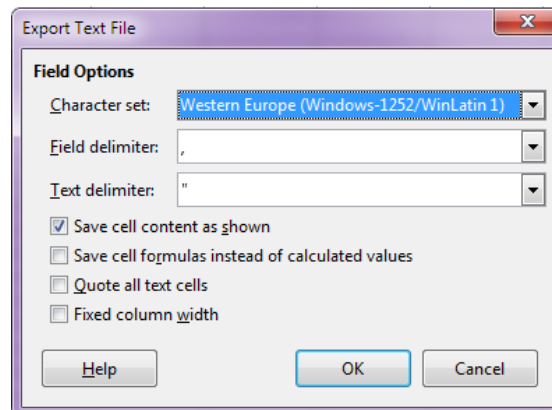 Export Text File
Field Options
Character set: Western Europe (Windows-1252/WinLatin 1)
Field delimiter: ,
Text delimiter: "
Save cell content as shown
Save cell formulas instead of calculated values
Quote all text cells
Fixed column width
Help OK Cancel